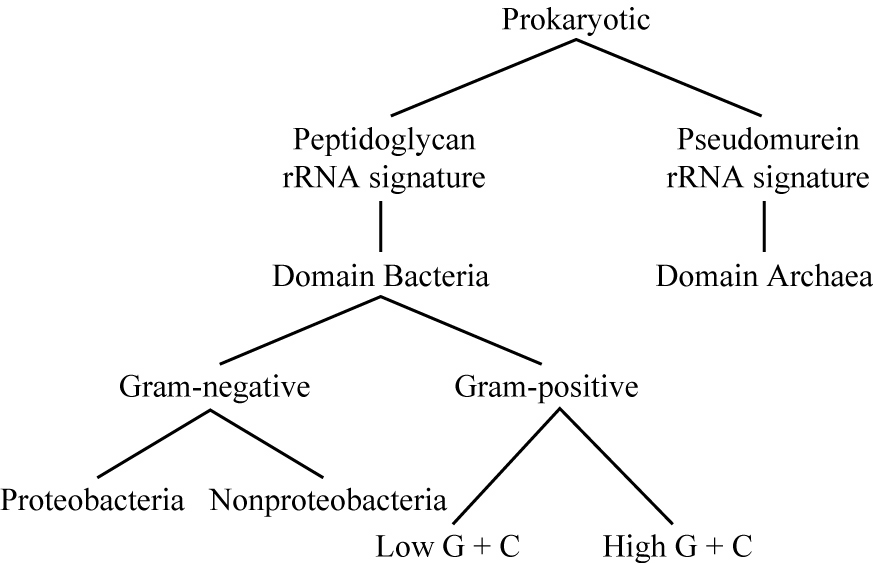 Prokaryotic
Peptidoglycan
rRNA signature
Pseudomurein
rRNA signature
Domain Bacteria
Domain Archaea
Gram-negative
Gram-positive
Proteobacteria
Nonproteobacteria
Low G + C
High G + C